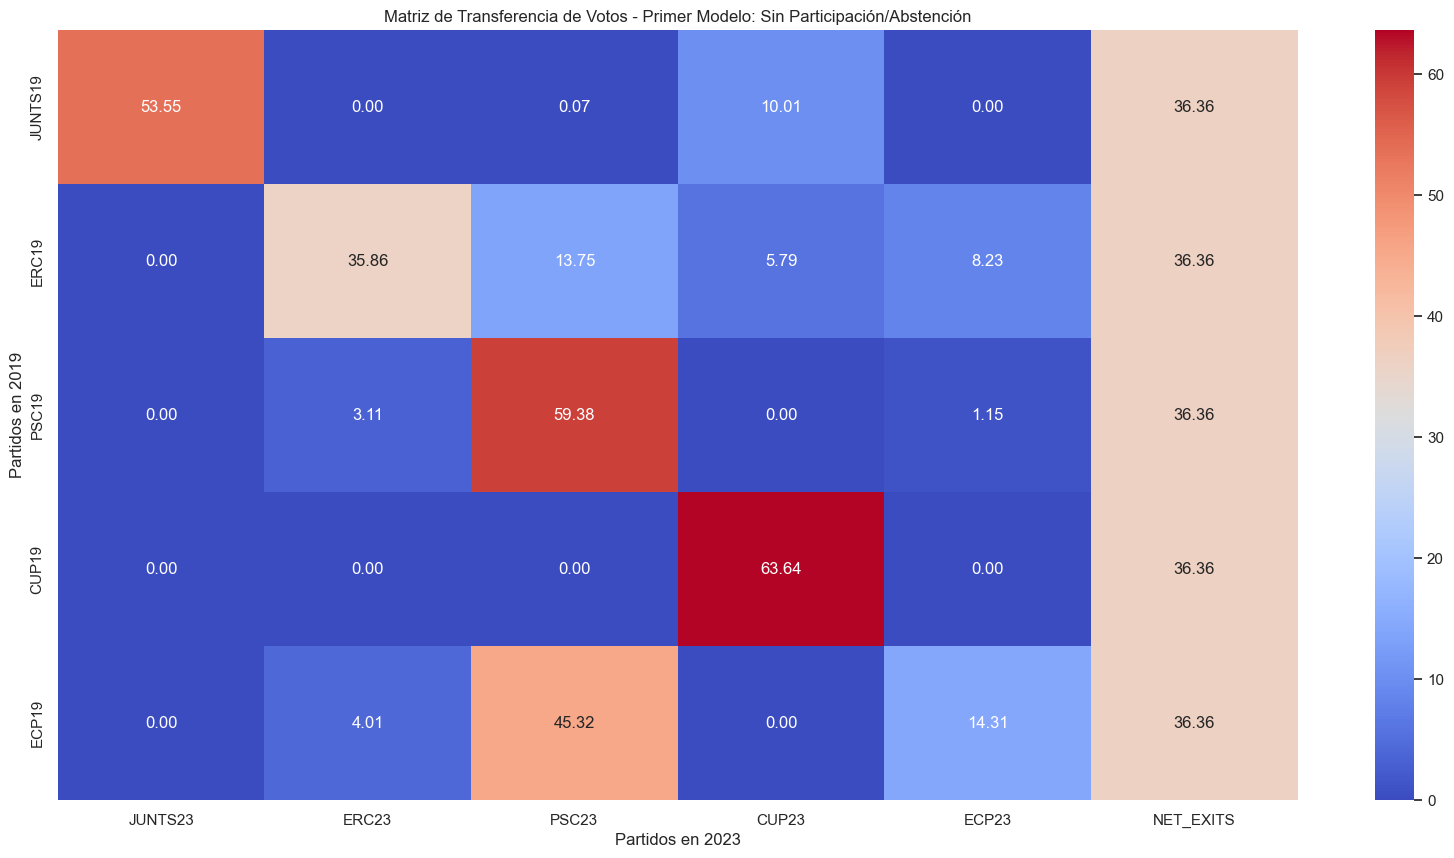 Matriz de Transferencia de Votos - Primer Modelo: Sin Participación/Abstención
Partidos en 2019
JUNTS19 53.55 0.00 0.07 10.01 0.00 36.36
ERC19 0.00 35.86 13.75 5.79 8.23 36.36
PSC19 0.00 3.11 59.38 0.00 1.15 36.36
CUP19 0.00 0.00 0.00 63.64 0.00 36.36
ECP19 0.00 4.01 45.32 0.00 14.31 36.36
JUNTS23 ERC23 PSC23 CUP23 ECP23 NET_EXITS
Partidos en 2023
60
50
40
30
20
10
0